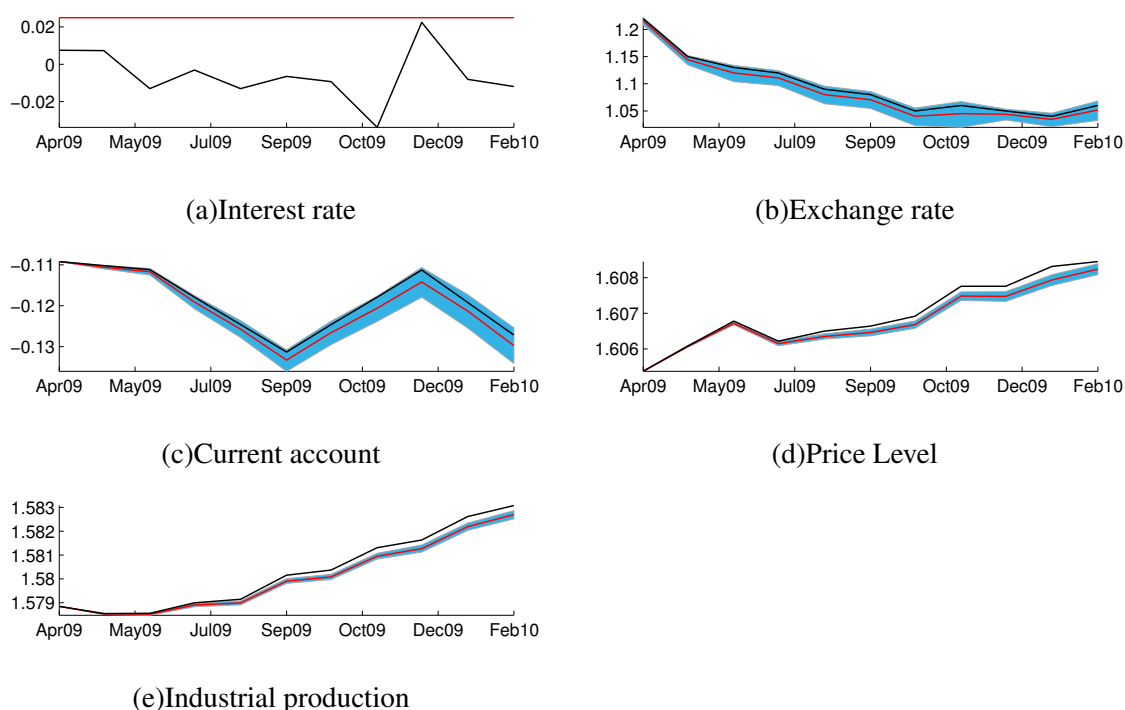 0.02
0
−0.02
Apr09 May09 Jul09 Sep09 Oct09 Dec09 Feb10
(a)Interest rate
1.2
1.15
1.1
1.05
Apr09 May09 Jul09 Sep09 Oct09 Dec09 Feb10
(b)Exchange rate
−0.11
−0.12
−0.13
Apr09 May09 Jul09 Sep09 Oct09 Dec09 Feb10
(c)Current account
1.608
1.607
1.606
Apr09 May09 Jul09 Sep09 Oct09 Dec09 Feb10
(d)Price Level
1.583
1.582
1.581
1.58
1.579
Apr09 May09 Jul09 Sep09 Oct09 Dec09 Feb10
(e)Industrial production